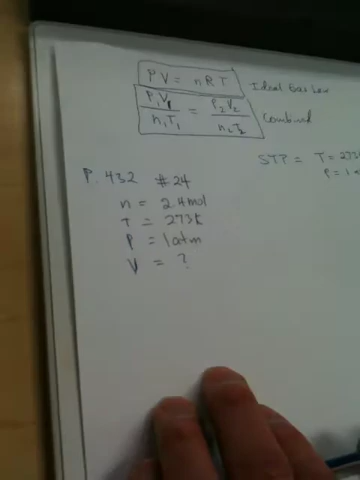 PV = nRT Ideal Gas Law
P₁V₁ / n₁T₁ = P₂V₂ / n₂T₂ Combined
STP = T = 273
P = 1
P. 432 #24
n = 2.4 mol
T = 273K
P = 1 atm
V = ?